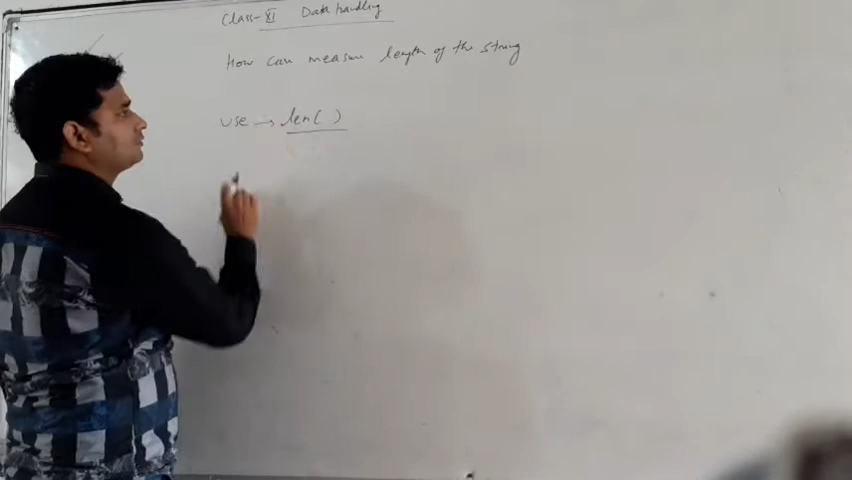 Class-XI Data handling
How can measure length of the string
use → len( )